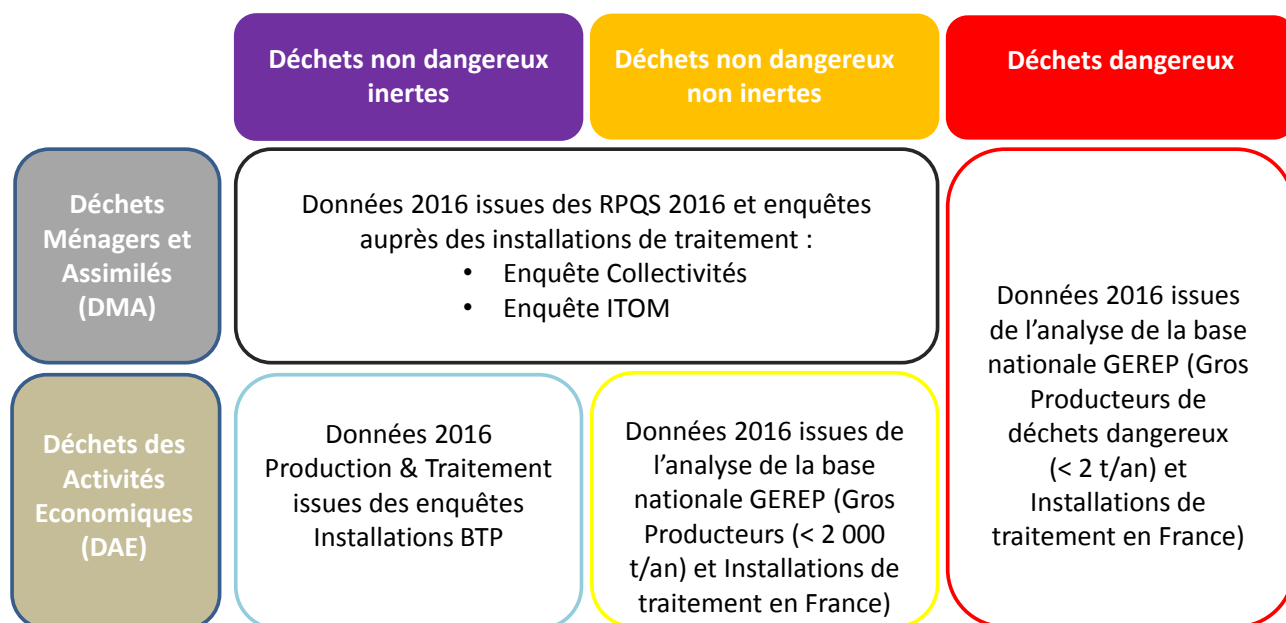 Déchets non dangereux
inertes
Déchets non dangereux
non inertes
Déchets dangereux
Déchets
Ménagers et
Assimilés
(DMA)
Données 2016 issues des RPQS 2016 et enquêtes
auprès des installations de traitement :
• Enquête Collectivités
• Enquête ITOM
Données 2016 issues
de l'analyse de la base
nationale GEREP (Gros
Producteurs de
déchets dangereux
(< 2 t/an) et
Installations de
traitement en France)
Déchets des
Activités
Economiques
(DAE)
Données 2016
Production & Traitement
issues des enquêtes
Installations BTP
Données 2016 issues de
l'analyse de la base
nationale GEREP (Gros
Producteurs (< 2 000
t/an) et Installations de
traitement en France)